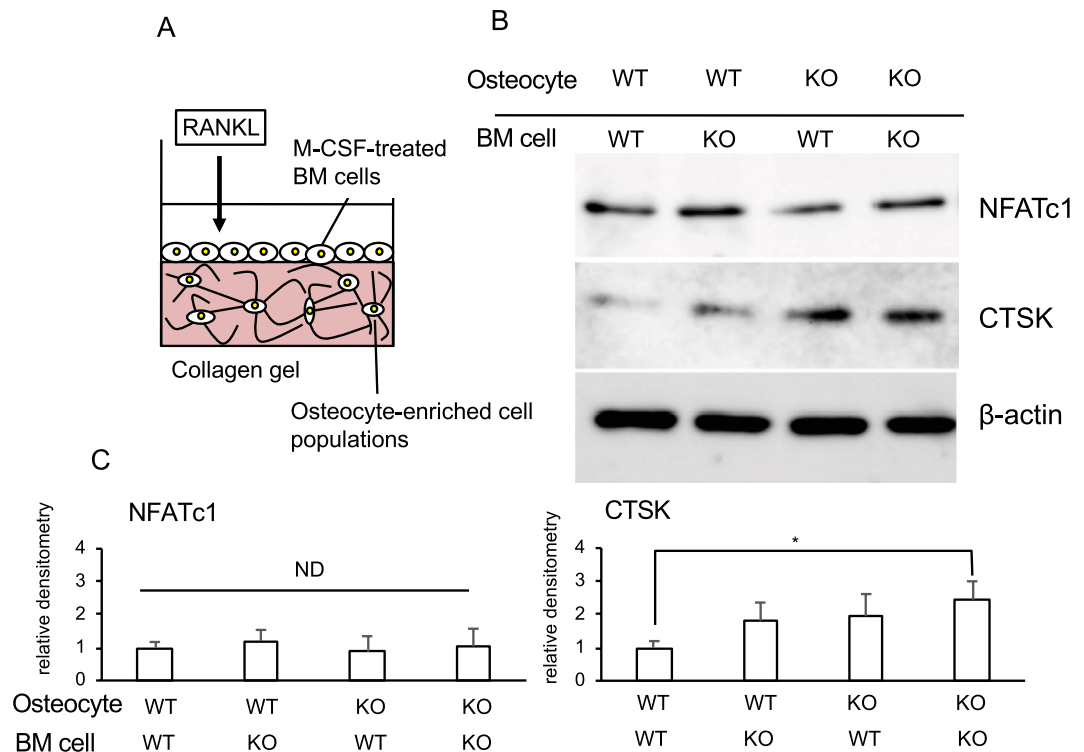 A
RANKL
M-CSF-treated
BM cells
Collagen gel
Osteocyte-enriched cell
populations
B
Osteocyte WT WT KO KO
BM cell WT KO WT KO
NFATc1
CTSK
β-actin
C
NFATc1
relative densitometry
4
3
2
1
0
ND
Osteocyte WT WT KO KO
BM cell WT KO WT KO
CTSK
relative densitometry
4
3
2
1
0
*
WT WT KO KO
WT KO WT KO